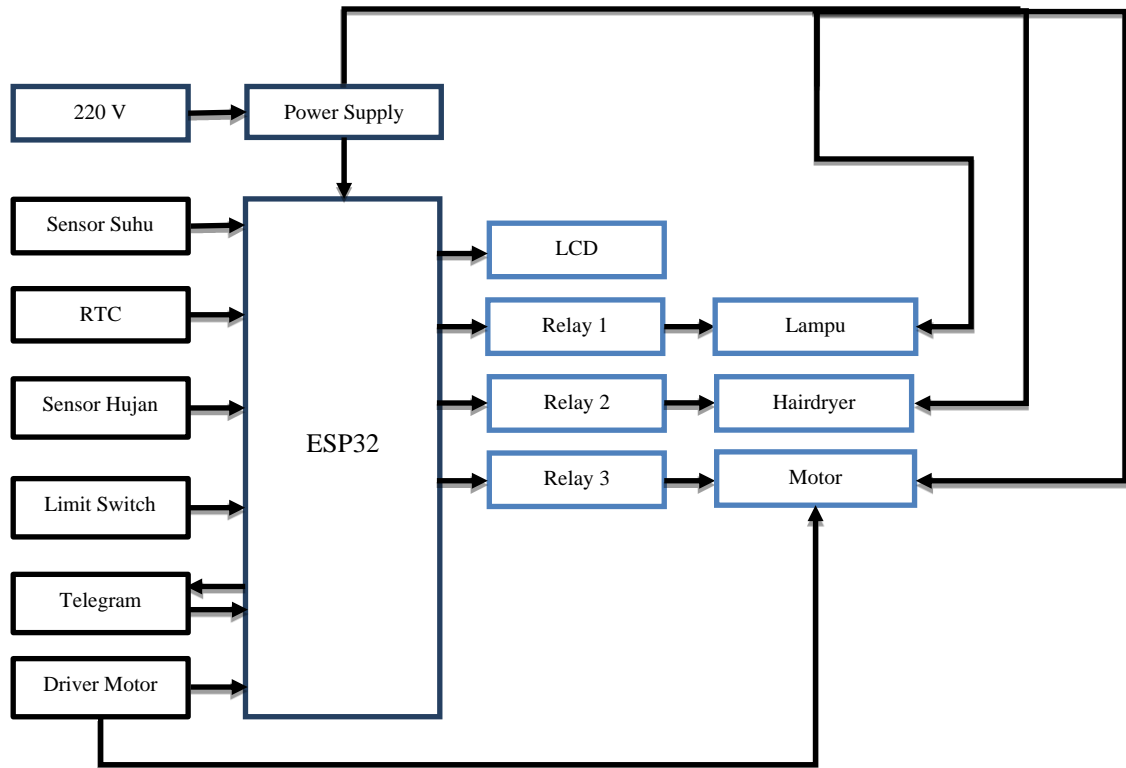 220 V
Power Supply
Sensor Suhu
LCD
RTC
Relay 1
Lampu
Sensor Hujan
Relay 2
Hairdryer
ESP32
Relay 3
Motor
Limit Switch
Telegram
Driver Motor